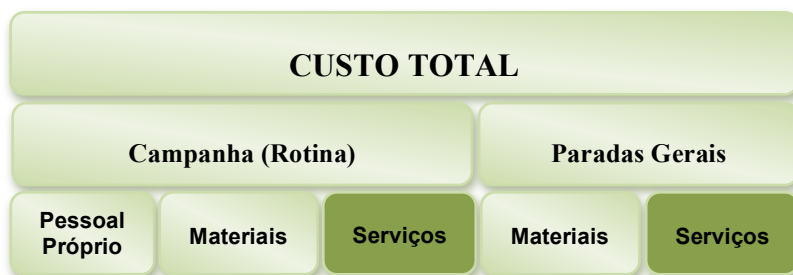 CUSTO TOTAL
Campanha (Rotina)
Paradas Gerais
Pessoal
Próprio
Materiais
Serviços
Materiais
Serviços